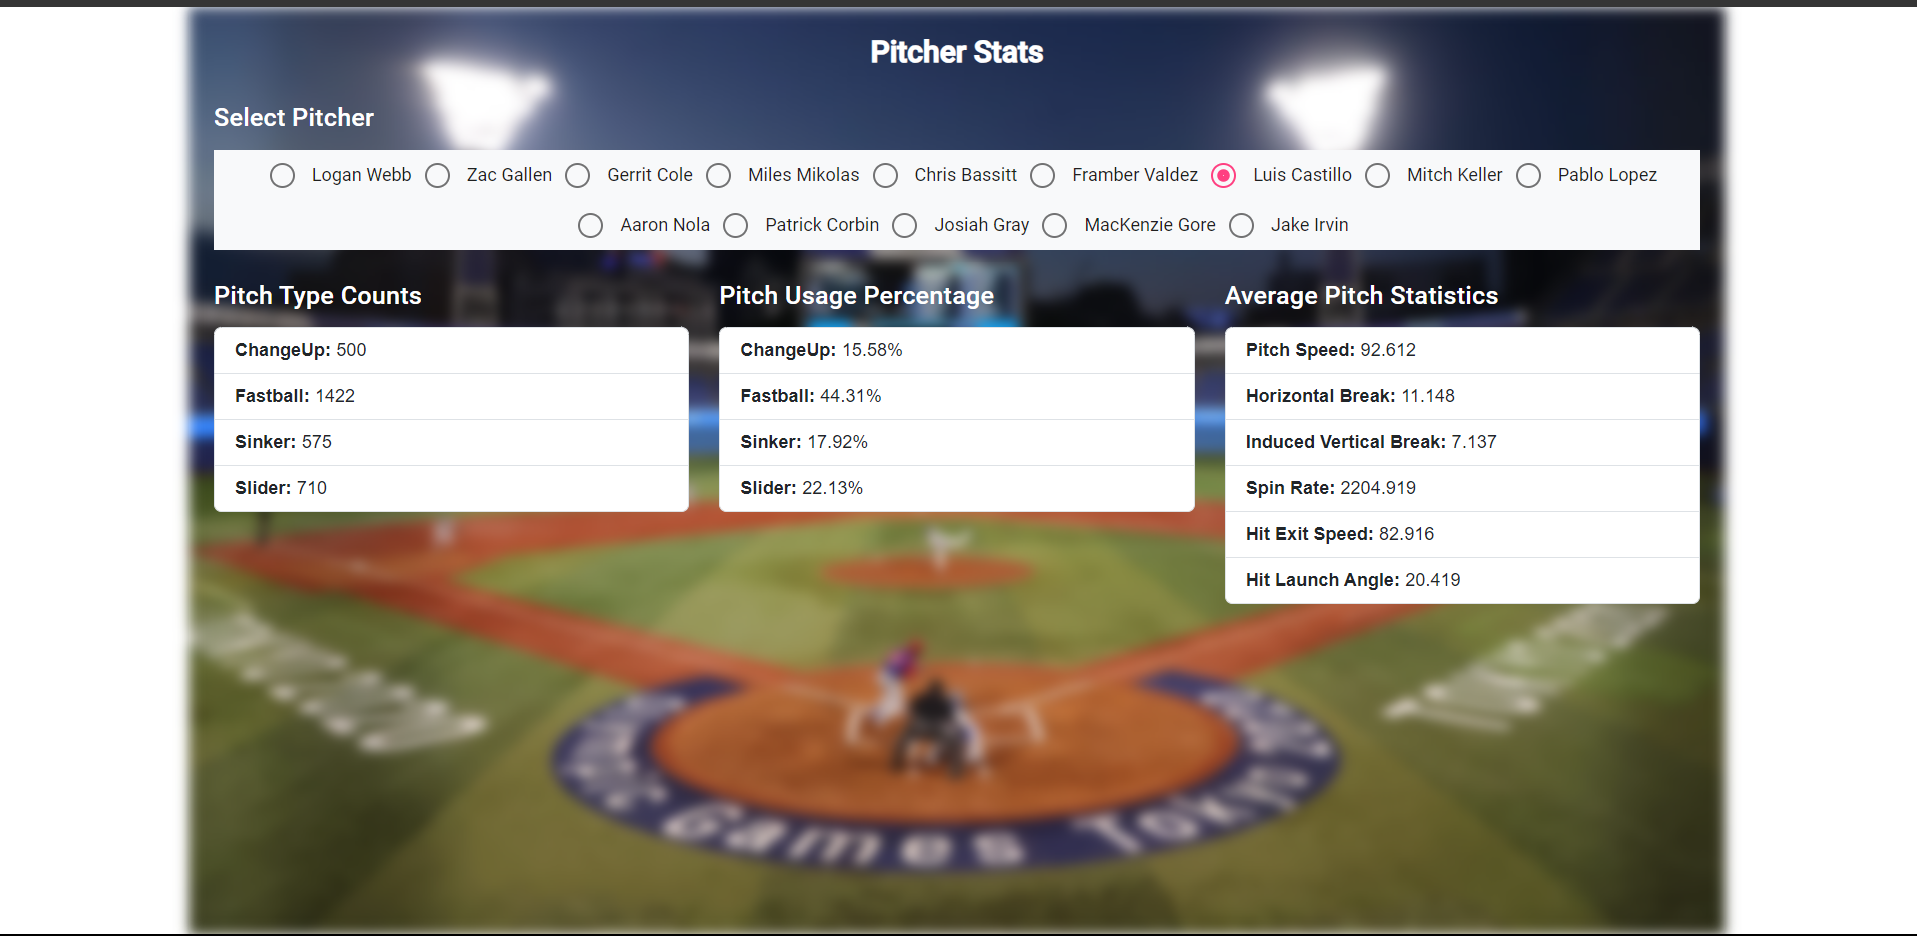 Pitcher Stats
Select Pitcher
Logan Webb Zac Gallen Gerrit Cole Miles Mikolas Chris Bassitt Framber Valdez Luis Castillo Mitch Keller Pablo Lopez
Aaron Nola Patrick Corbin Josiah Gray MacKenzie Gore Jake Irvin
Pitch Type Counts
ChangeUp: 500
Fastball: 1422
Sinker: 575
Slider: 710
Pitch Usage Percentage
ChangeUp: 15.58%
Fastball: 44.31%
Sinker: 17.92%
Slider: 22.13%
Average Pitch Statistics
Pitch Speed: 92.612
Horizontal Break: 11.148
Induced Vertical Break: 7.137
Spin Rate: 2204.919
Hit Exit Speed: 82.916
Hit Launch Angle: 20.419
Games Tokyo